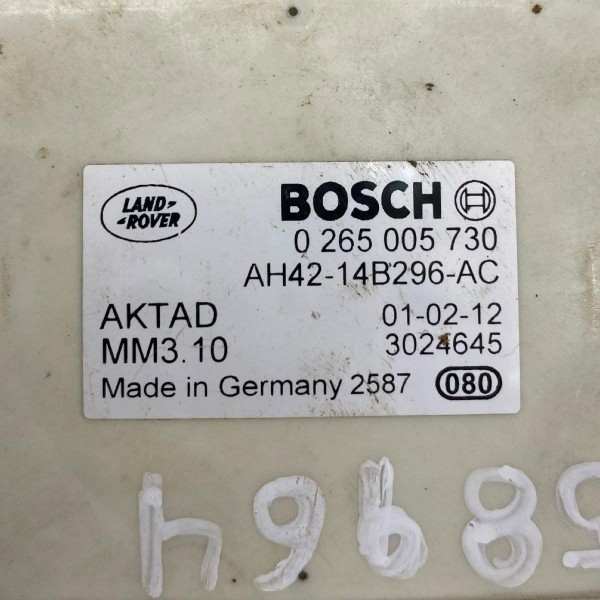 LAND-
-ROVER
BOSCH
0 265 005 730
AH42-14B296-AC
AKTAD 01-02-12
MM3.10 3024645
Made in Germany 2587 080